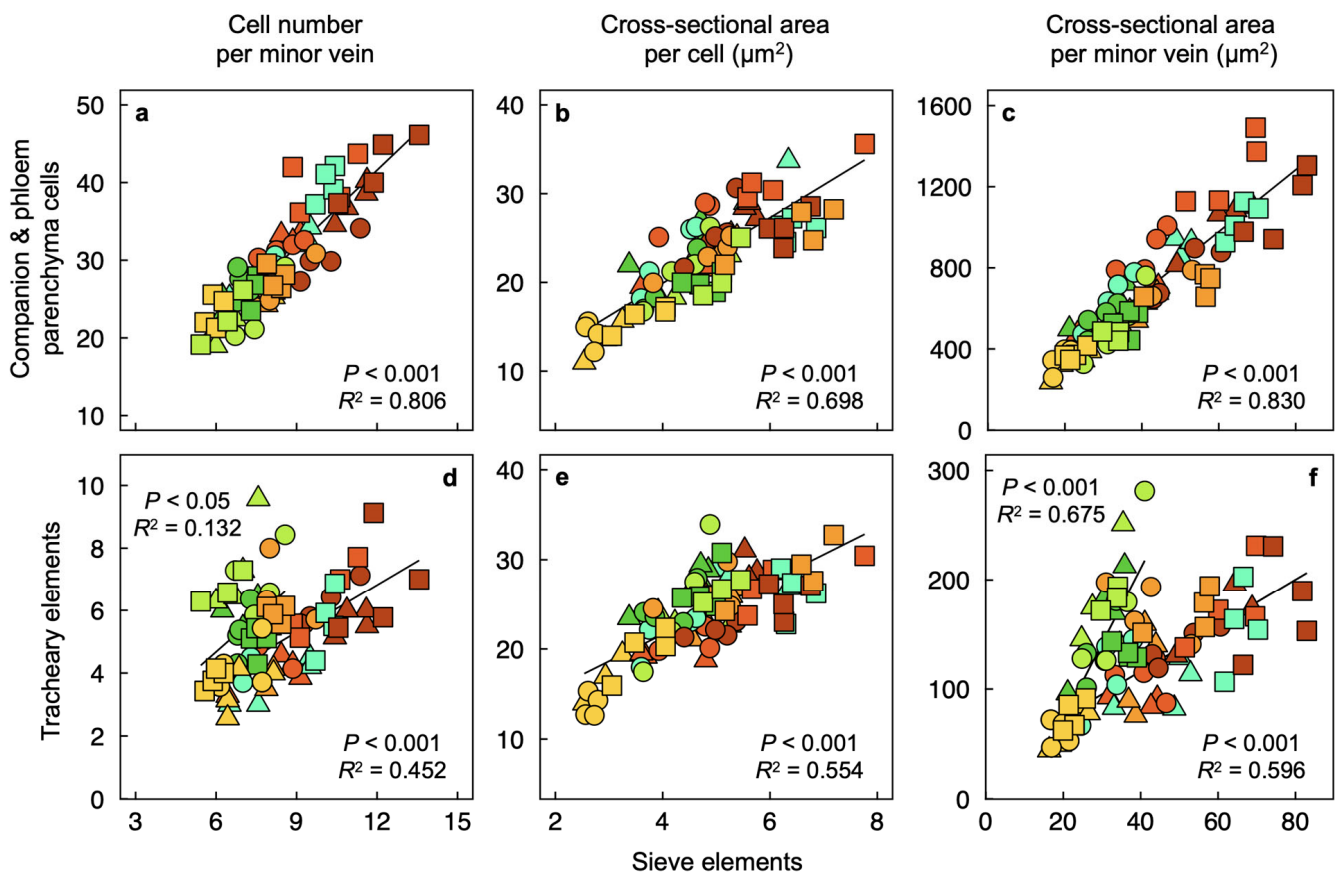 Cell number
per minor vein
Cross-sectional area
per cell (µm²)
Cross-sectional area
per minor vein (µm²)
Companion & phloem
parenchyma cells
50
40
30
20
10
a
P < 0.001
R² = 0.806
40
30
20
10
b
P < 0.001
R² = 0.698
1600
1200
800
400
0
c
P < 0.001
R² = 0.830
Tracheary elements
10
8
6
4
2
0
d
P < 0.05
R² = 0.132
P < 0.001
R² = 0.452
3
6
9
12
15
40
30
20
10
e
P < 0.001
R² = 0.554
2
4
6
8
300
200
100
0
f
P < 0.001
R² = 0.675
P < 0.001
R² = 0.596
0
20
40
60
80
Sieve elements